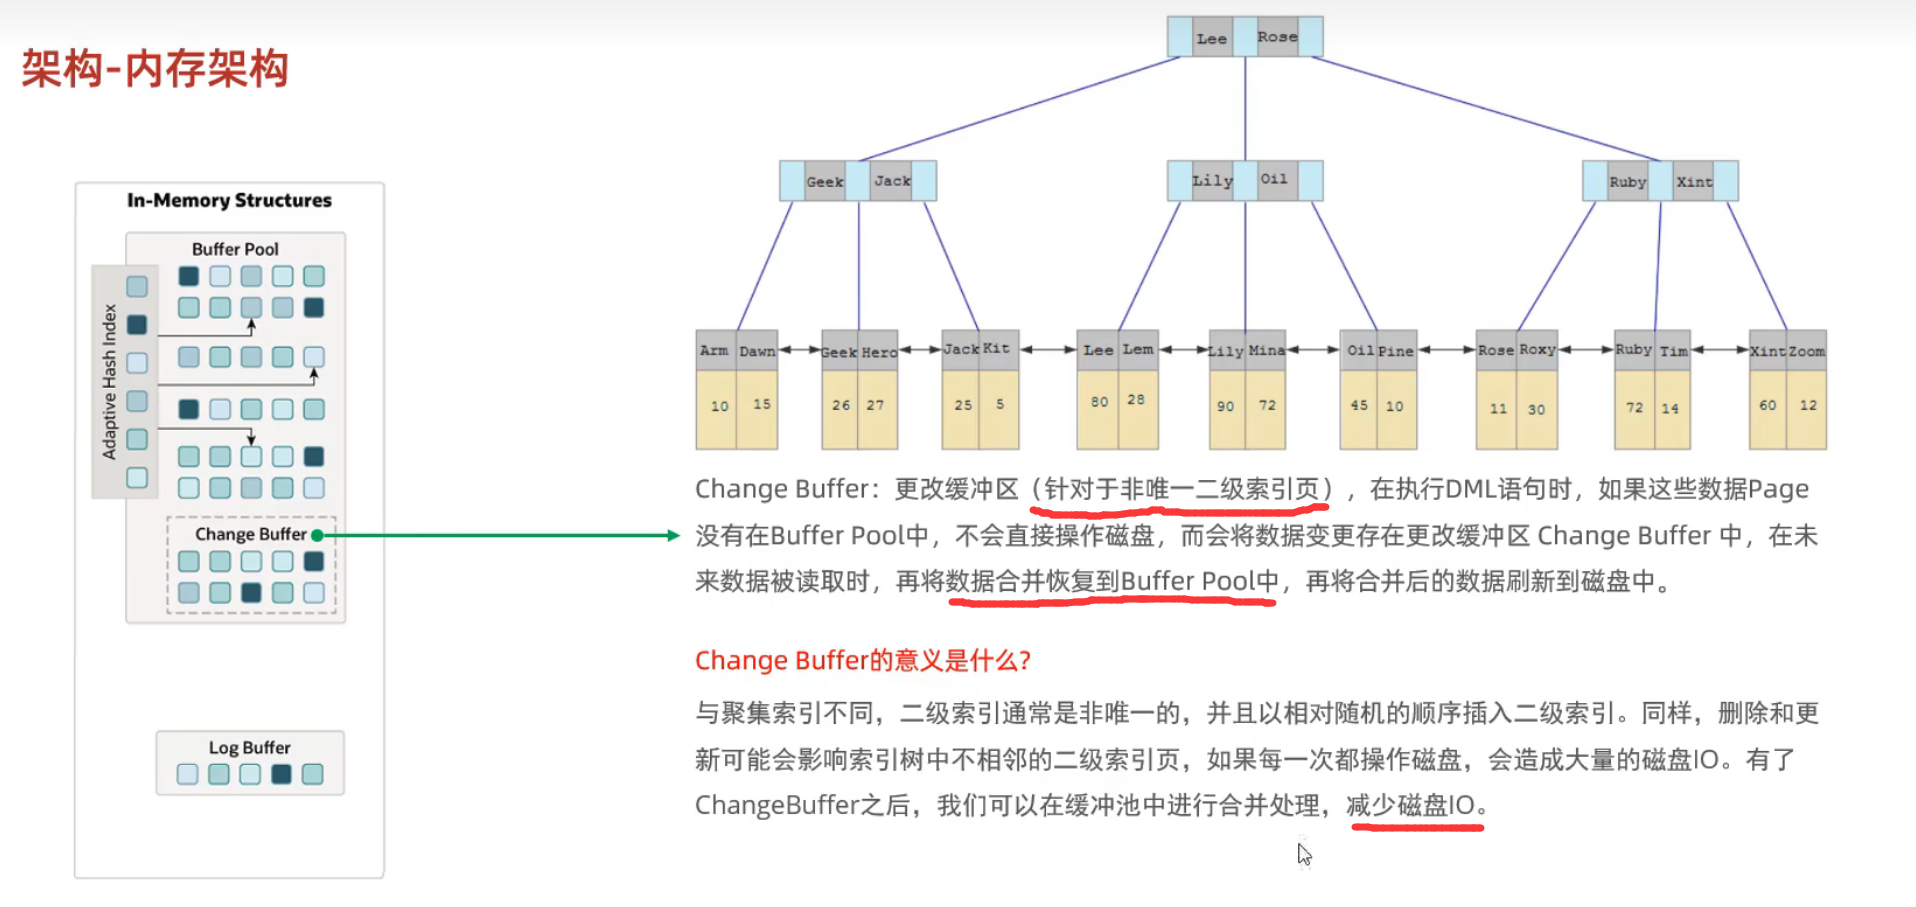 架构-内存架构
Lee Rose
Geek Jack
Lily Oil
Ruby Xint
Arm Dawn
Geek Hero
Jack Kit
Lee Lem
Lily Mina
Oil Pine
Rose Roxy
Ruby Tim
Xint Zoom
10 15
26 27
25 5
80 28
90 72
45 10
11 30
72 14
60 12
In-Memory Structures
Buffer Pool
Adaptive Hash Index
Change Buffer
Log Buffer
Change Buffer：更改缓冲区（针对于非唯一二级索引页），在执行DML语句时，如果这些数据Page
没有在Buffer Pool中，不会直接操作磁盘，而会将数据变更存在更改缓冲区 Change Buffer 中，在未
来数据被读取时，再将数据合并恢复到Buffer Pool中，再将合并后的数据刷新到磁盘中。
Change Buffer的意义是什么?
与聚集索引不同，二级索引通常是非唯一的，并且以相对随机的顺序插入二级索引。同样，删除和更
新可能会影响索引树中不相邻的二级索引页，如果每一次都操作磁盘，会造成大量的磁盘IO。有了
ChangeBuffer之后，我们可以在缓冲池中进行合并处理，减少磁盘IO。